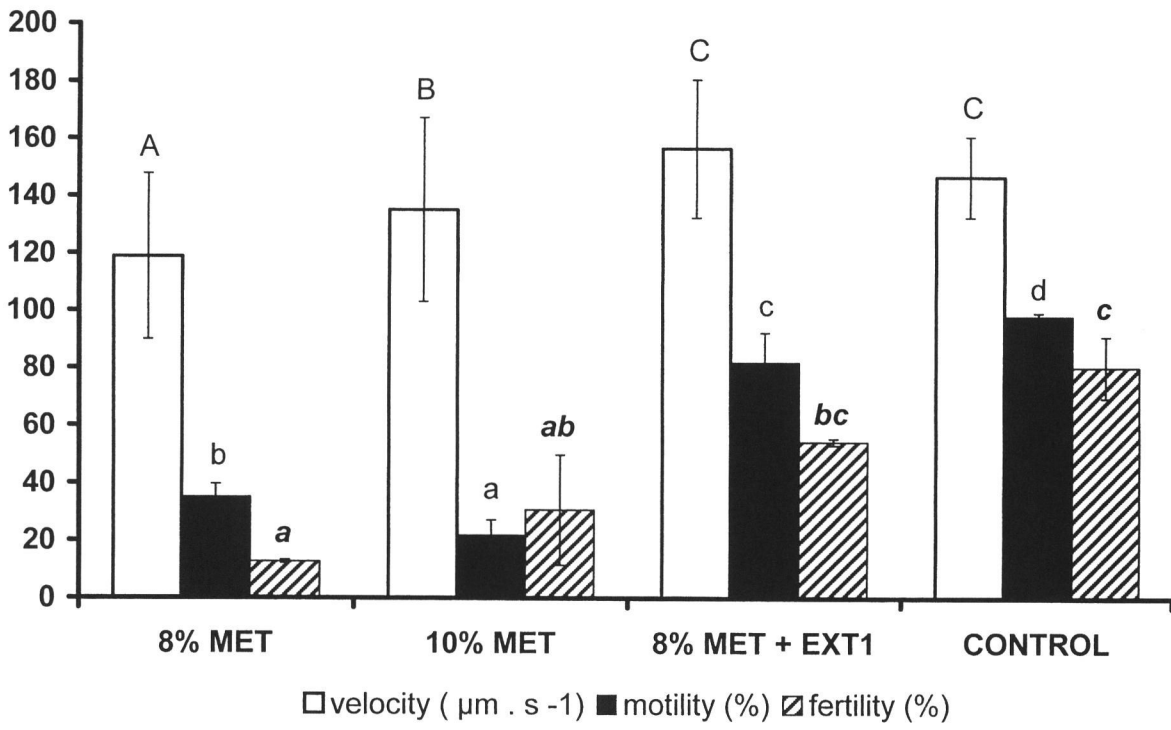 200
180
160
140
120
100
80
60
40
20
0
A
b
a
B
a
ab
C
c
bc
C
d
c
8% MET
10% MET
8% MET + EXT1
CONTROL
velocity ( µm . s -1) motility (%) fertility (%)